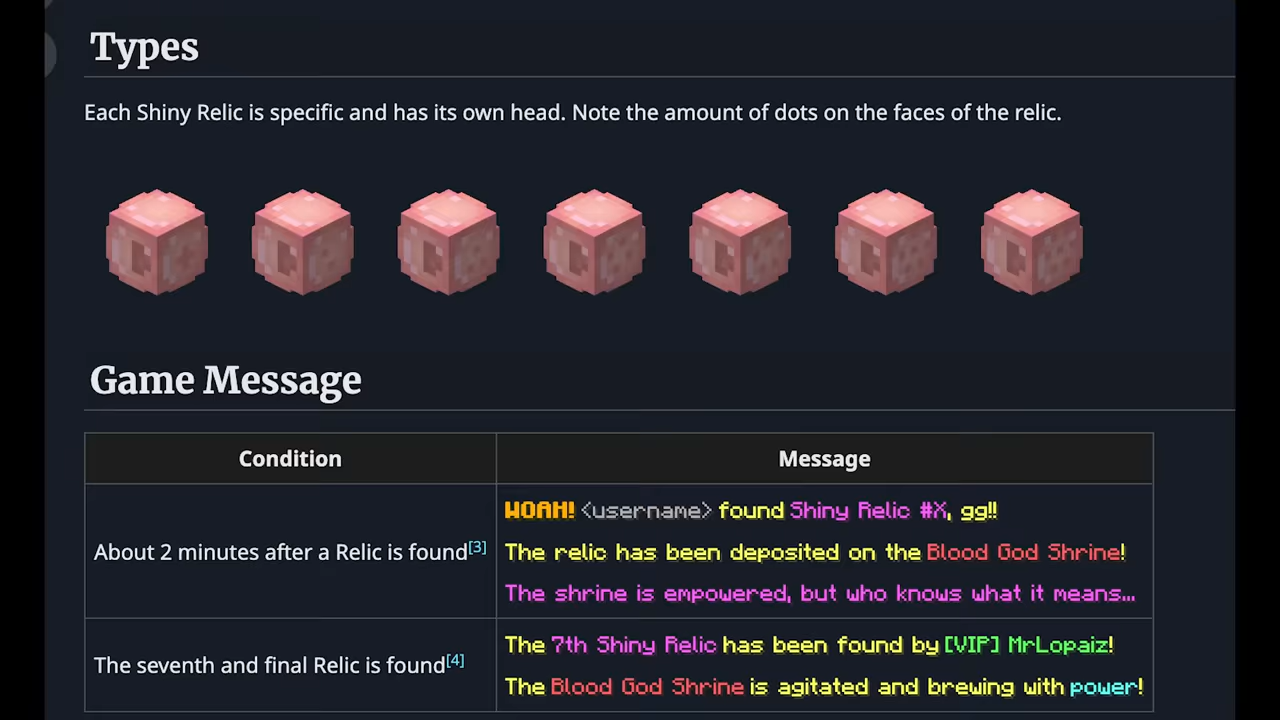 Types
Each Shiny Relic is specific and has its own head. Note the amount of dots on the faces of the relic.
Game Message
Condition
Message
About 2 minutes after a Relic is found[3]
WOAH! <username> found Shiny Relic #X, gg!!
The relic has been deposited on the Blood God Shrine!
The shrine is empowered, but who knows what it means...
The seventh and final Relic is found[4]
The 7th Shiny Relic has been found by [VIP] MrLopaiz!
The Blood God Shrine is agitated and brewing with power!